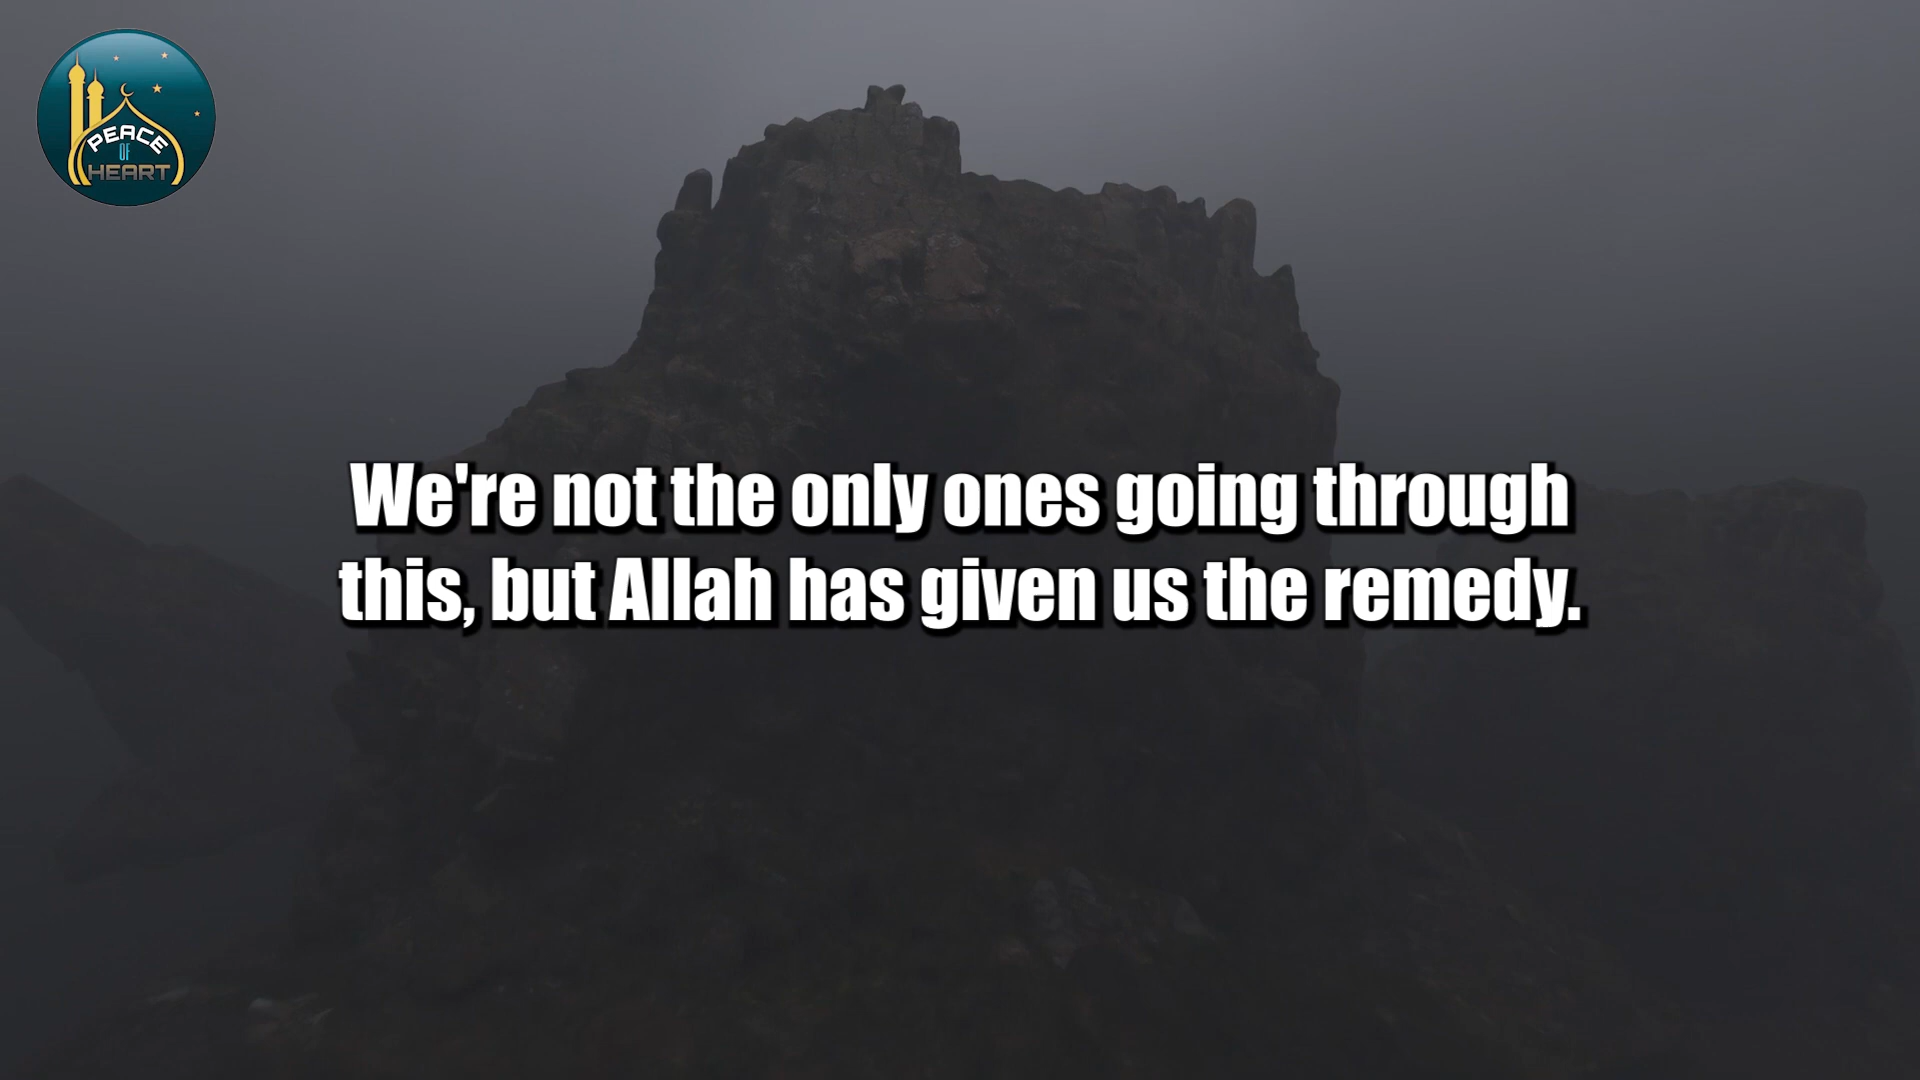 PEACE
OF
HEART
We're not the only ones going through
this, but Allah has given us the remedy.